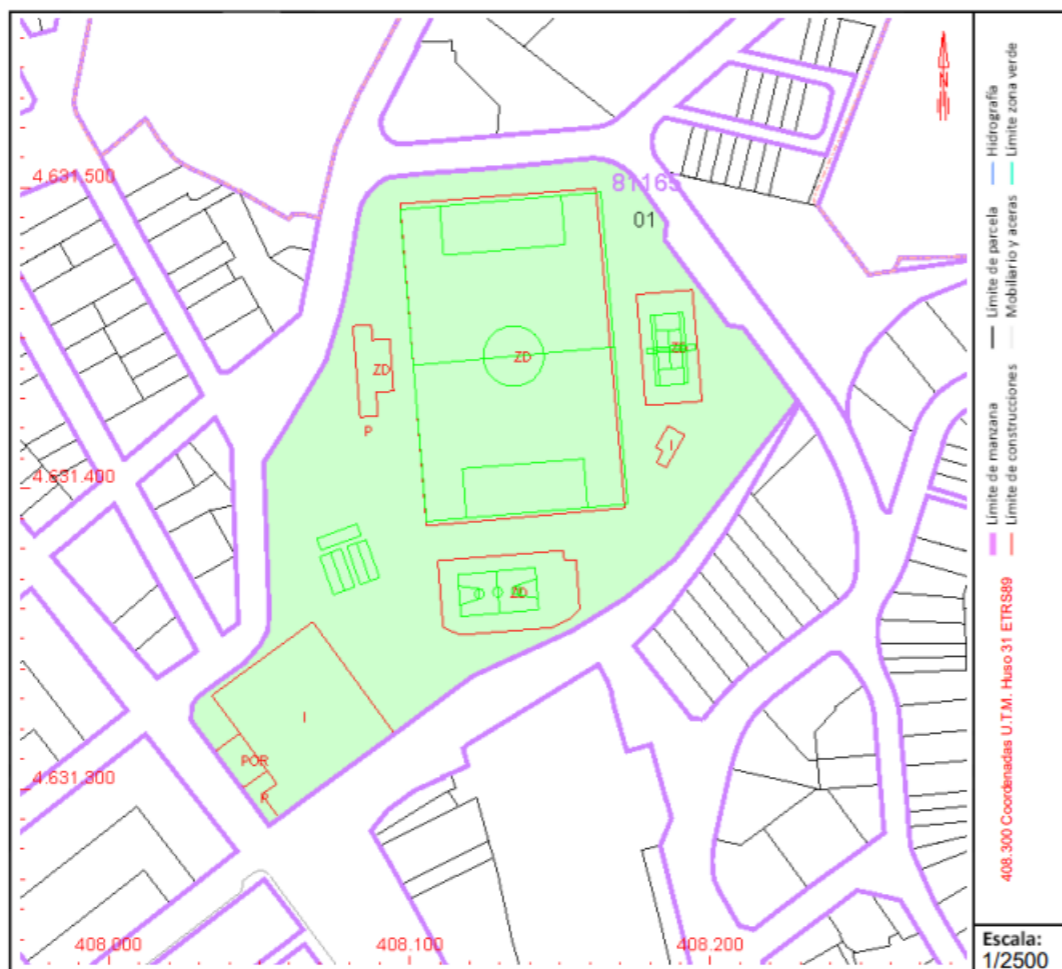 4.631.500
81165
01
ZD
ZD
ZD
P
I
4.631.400
ZD
I
POR
P
4.631.300
408.000
408.100
408.200
N
Hidrografía
Límite zona verde
Límite de parcela
Mobiliario y aceras
Límite de manzana
Límite de construcciones
408.300 Coordenadas U.T.M. Huso 31 ETRS89
Escala:
1/2500